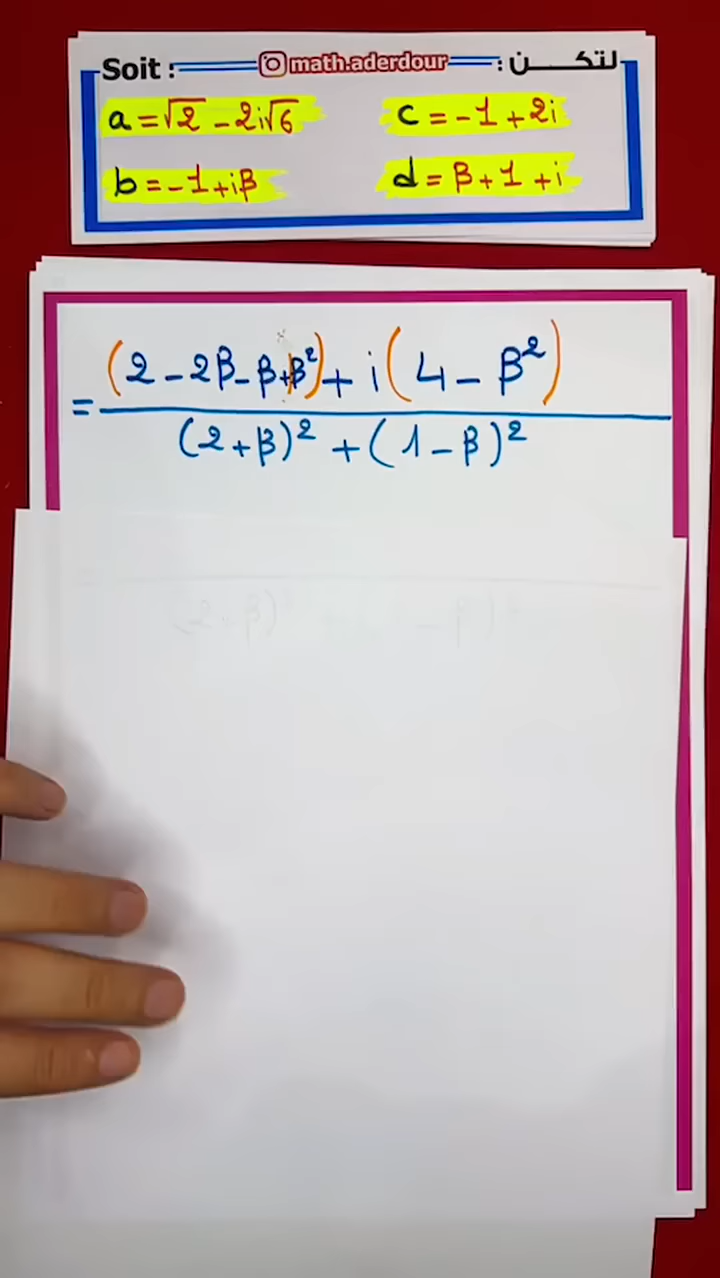 Soit : math.aderdour لتكن :
a = √2 - 2i√6 c = -1 + 2i
b = -1 + iβ d = β + 1 + i
(2 - 2β - β + β²) + i(4 - β²)
=
(2 + β)² + (1 - β)²